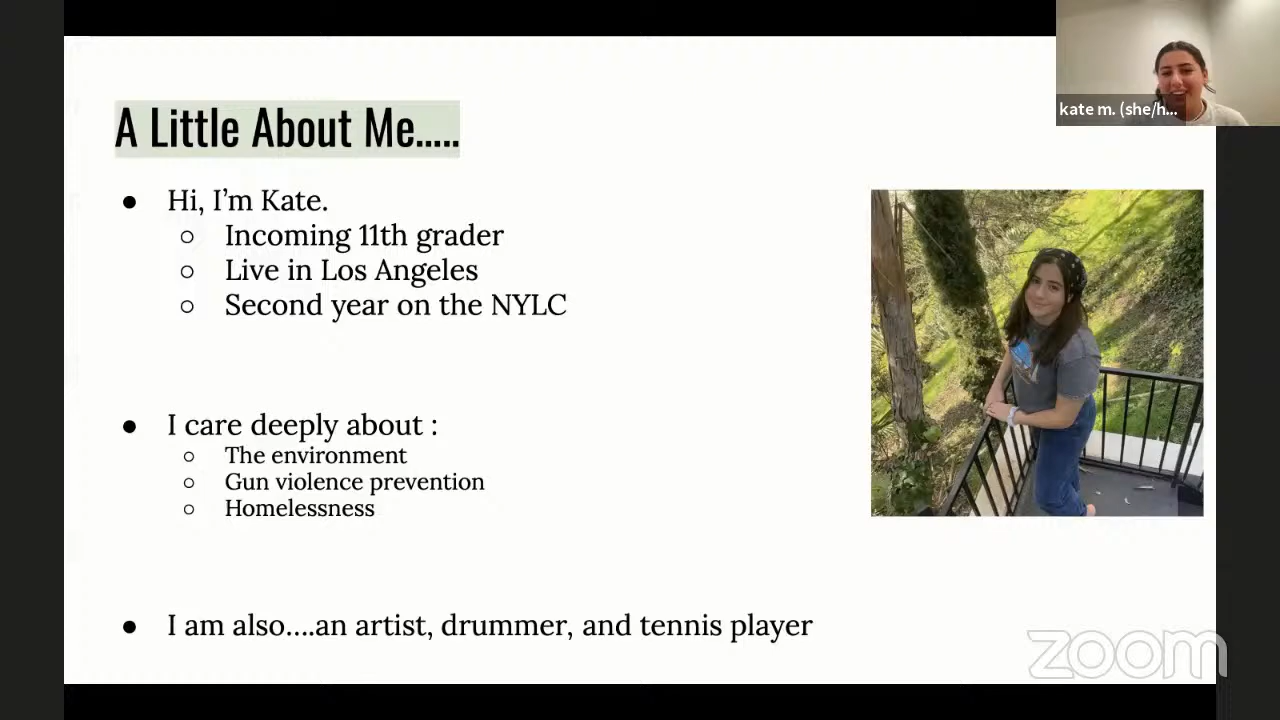 A Little About Me.....
kate m. (she/h...
● Hi, I’m Kate.
○ Incoming 11th grader
○ Live in Los Angeles
○ Second year on the NYLC
● I care deeply about :
○ The environment
○ Gun violence prevention
○ Homelessness
● I am also....an artist, drummer, and tennis player
zoom